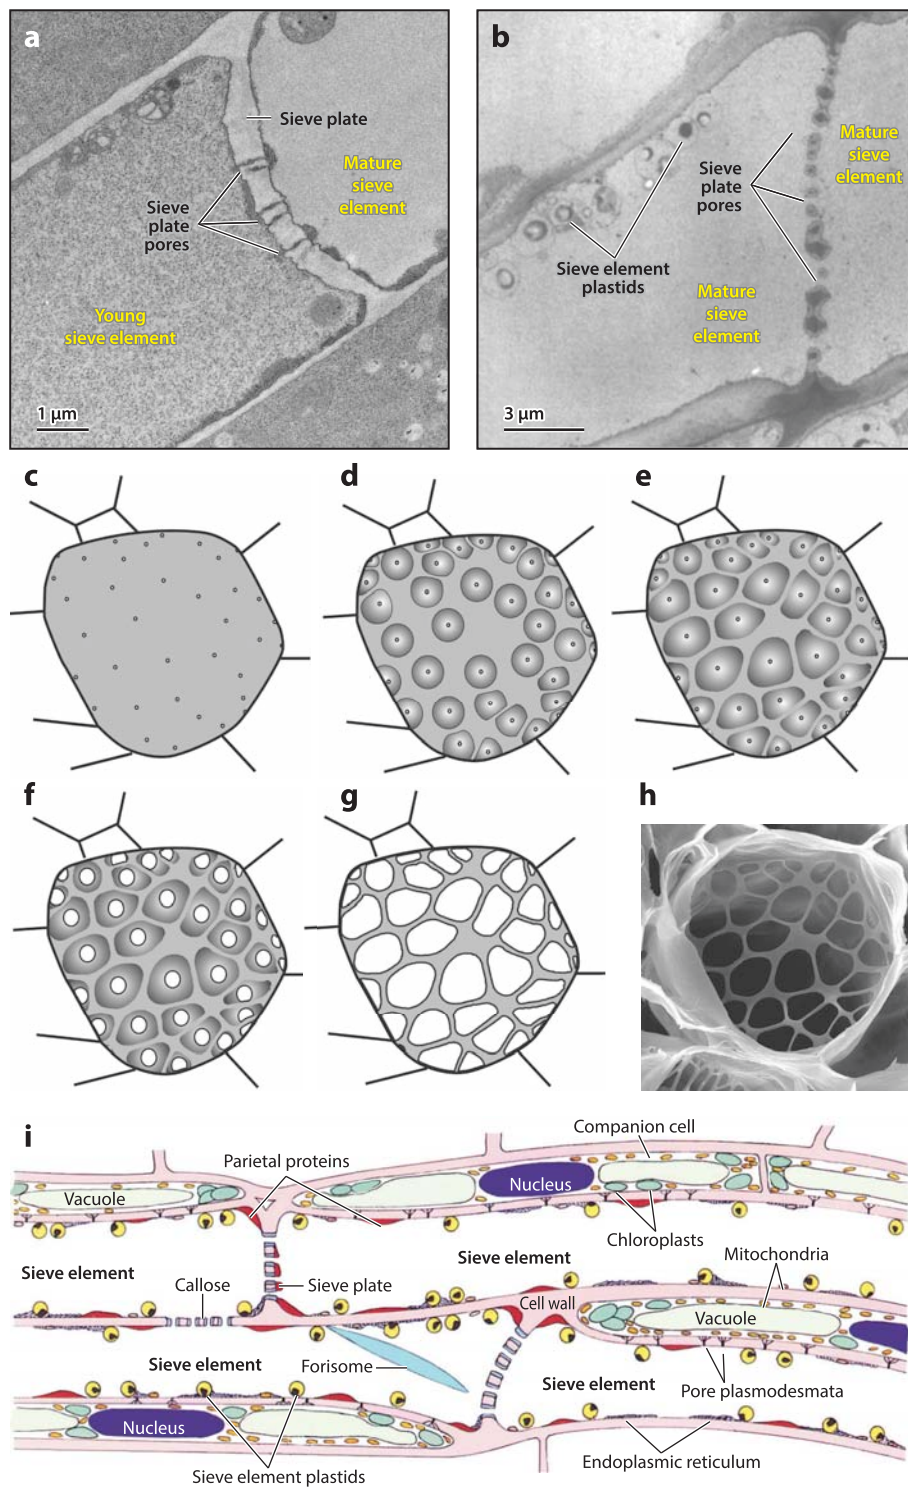 a
Sieve plate
Mature
sieve
element
Sieve
plate
pores
Young
sieve element
1 μm
b
Mature
sieve
element
Sieve
plate
pores
Sieve element
plastids
Mature
sieve
element
3 μm
c
d
e
f
g
h
i
Companion cell
Parietal proteins
Nucleus
Vacuole
Chloroplasts
Sieve element
Mitochondria
Sieve element
Callose
Sieve plate
Cell wall
Vacuole
Sieve element
Forisome
Sieve element
Pore plasmodesmata
Nucleus
Endoplasmic reticulum
Sieve element plastids